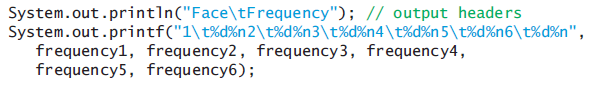 System.out.println("Face\tFrequency"); // output headers
System.out.printf("1\t%d%n2\t%d%n3\t%d%n4\t%d%n5\t%d%n6\t%d%n",
frequency1, frequency2, frequency3, frequency4,
frequency5, frequency6);